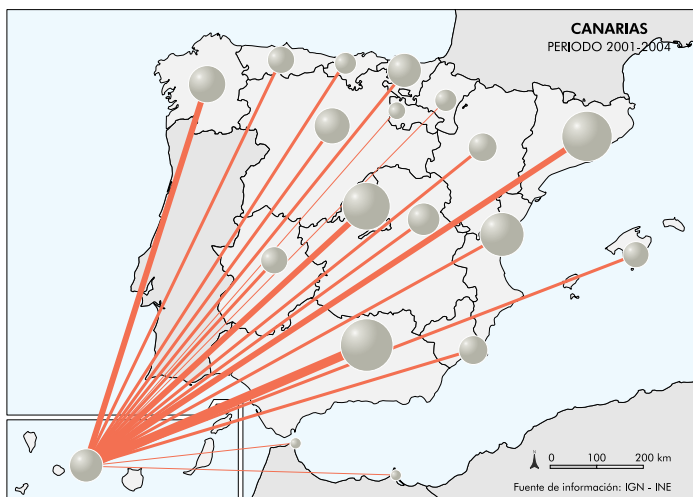 CANARIAS
PERIODO 2001-2004
0 100 200 km
Fuente de información: IGN - INE